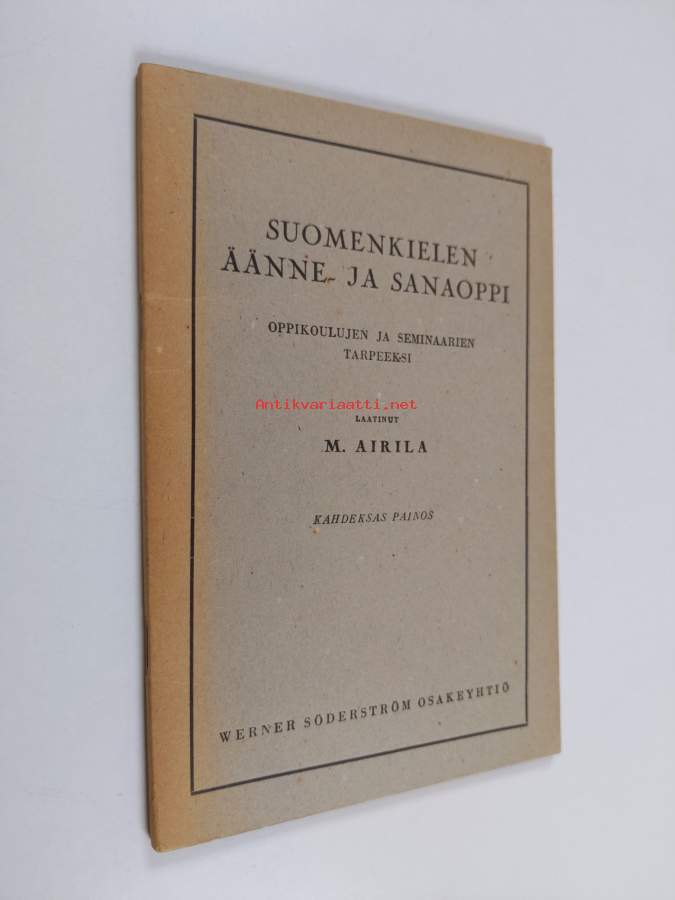 SUOMENKIELEN
ÄÄNNE- JA SANAOPPI
OPPIKOULUJEN JA SEMINAARIEN
TARPEEKSI
Antikvariaatti.net
LAATINUT
M. AIRILA
KAHDEKSAS PAINOS
WERNER SÖDERSTRÖM OSAKEYHTIÖ